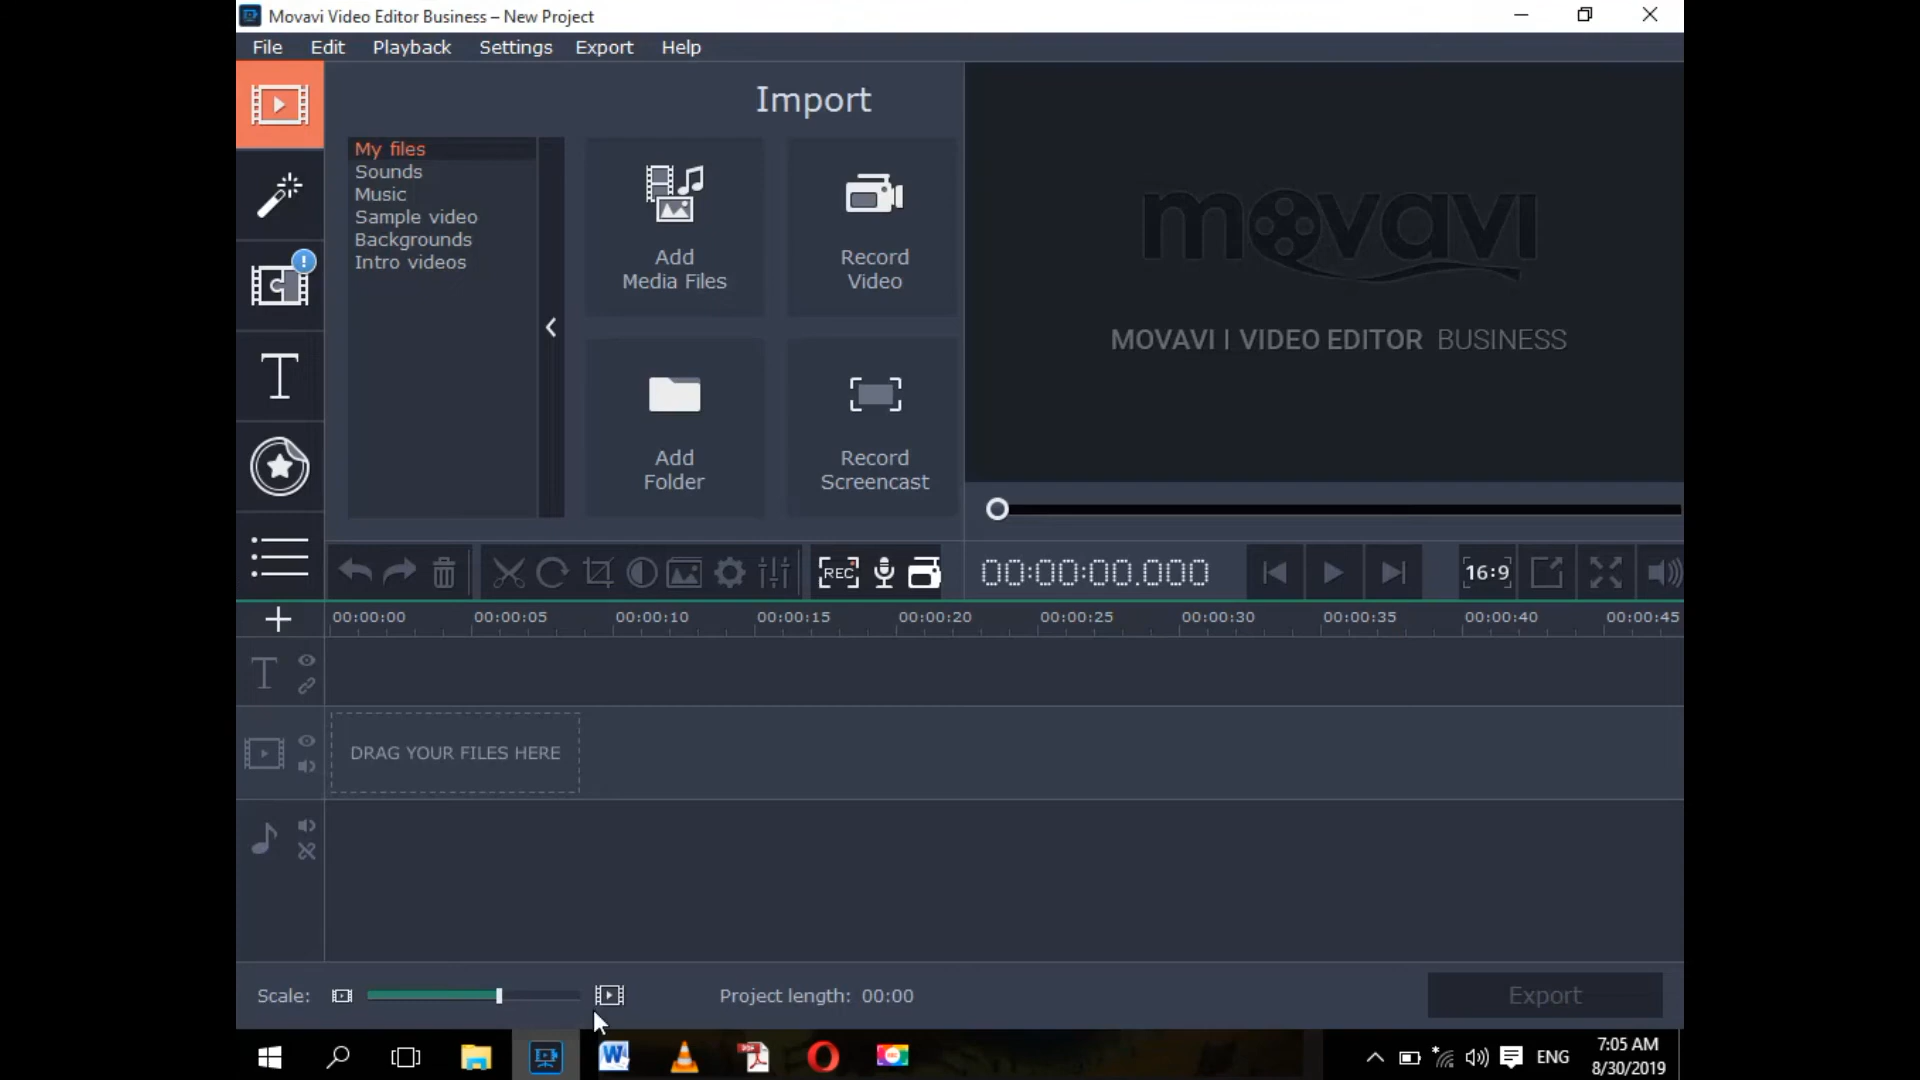 Movavi Video Editor Business – New Project
File Edit Playback Settings Export Help
Import
My files
Sounds
Music
Sample video
Backgrounds
Intro videos
Add
Media Files
Record
Video
Add
Folder
Record
Screencast
movavi
MOVAVI | VIDEO EDITOR BUSINESS
REC
00:00:00.000
16:9
00:00:00 00:00:05 00:00:10 00:00:15 00:00:20 00:00:25 00:00:30 00:00:35 00:00:40 00:00:45
DRAG YOUR FILES HERE
Scale:
Project length: 00:00
Export
ENG
7:05 AM
8/30/2019